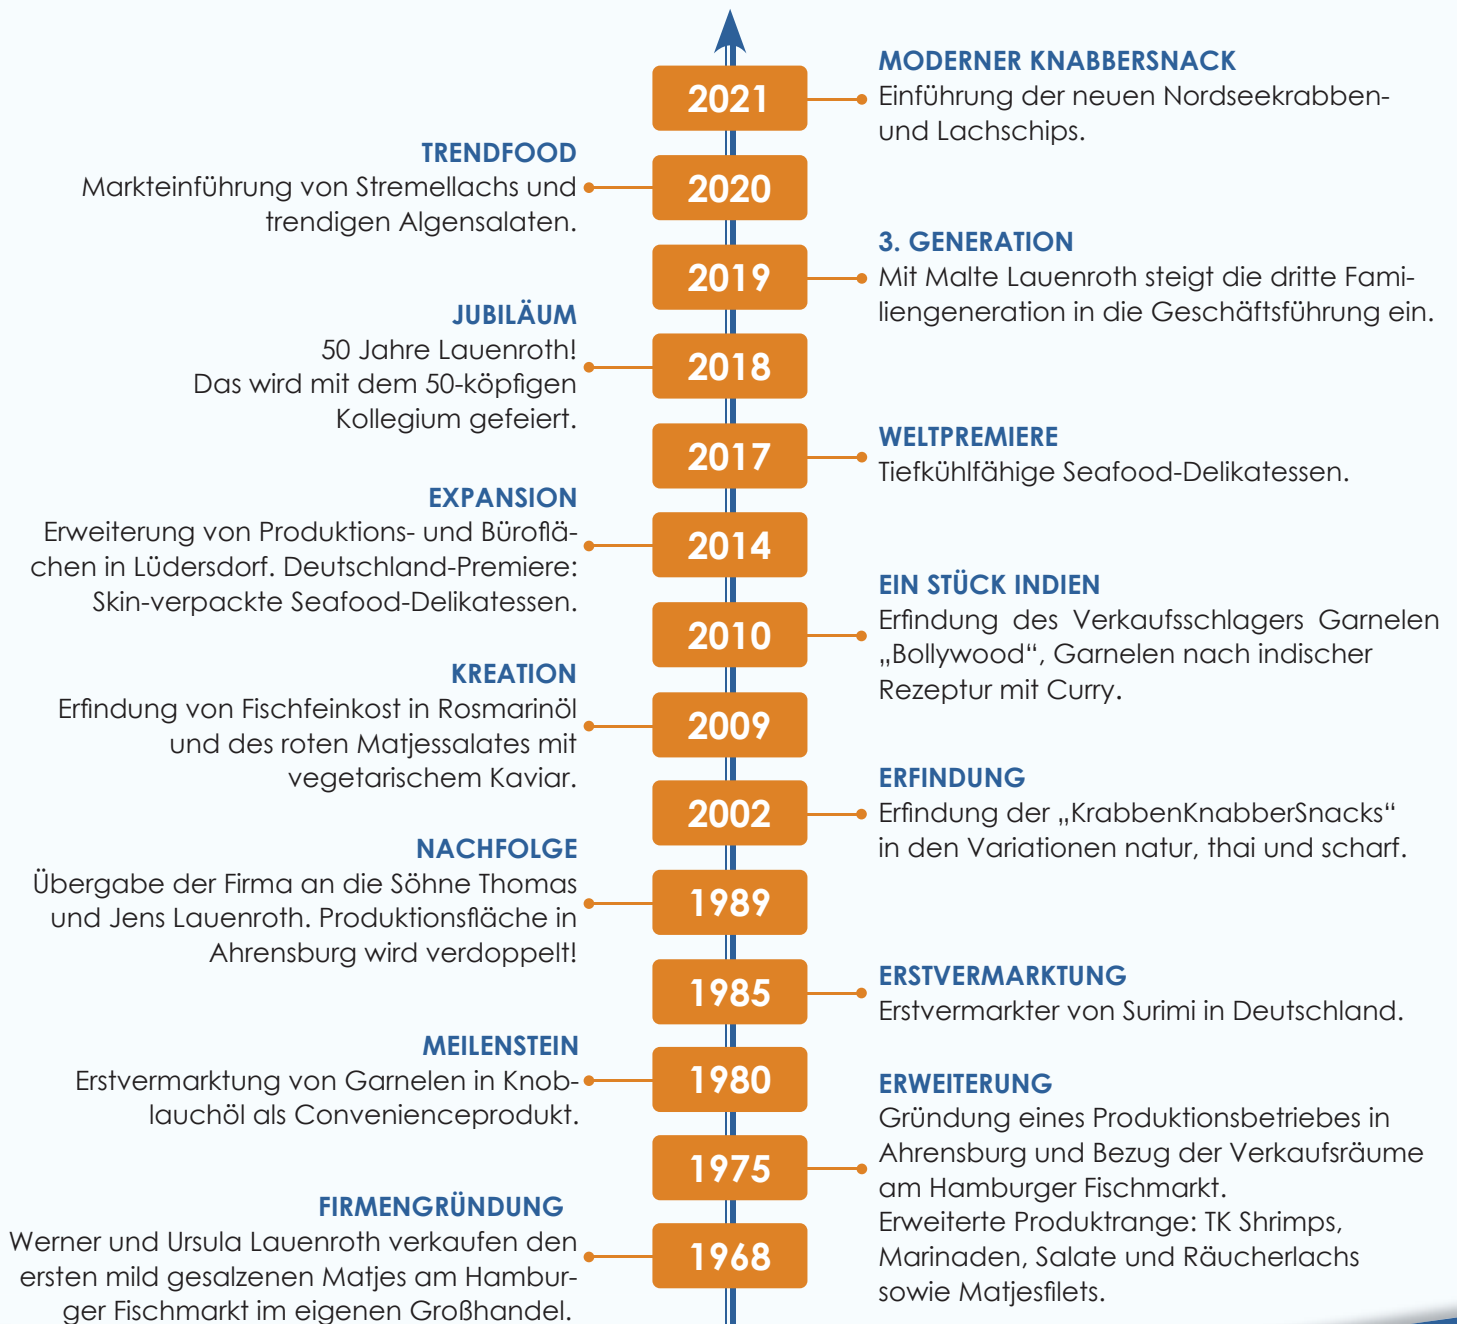 2021
MODERNER KNABBERSNACK
Einführung der neuen Nordseekrabben-
und Lachschips.
TRENDFOOD
Markteinführung von Stremellachs und
trendigen Algensalaten.
2020
2019
3. GENERATION
Mit Malte Lauenroth steigt die dritte Fami-
liengeneration in die Geschäftsführung ein.
JUBILÄUM
50 Jahre Lauenroth!
Das wird mit dem 50-köpfigen
Kollegium gefeiert.
2018
2017
WELTPREMIERE
Tiefkühlfähige Seafood-Delikatessen.
EXPANSION
Erweiterung von Produktions- und Büroflä-
chen in Lüdersdorf. Deutschland-Premiere:
Skin-verpackte Seafood-Delikatessen.
2014
2010
EIN STÜCK INDIEN
Erfindung des Verkaufsschlagers Garnelen
„Bollywood“, Garnelen nach indischer
Rezeptur mit Curry.
KREATION
Erfindung von Fischfeinkost in Rosmarinöl
und des roten Matjessalates mit
vegetarischem Kaviar.
2009
2002
ERFINDUNG
Erfindung der „KrabbenKnabberSnacks“
in den Variationen natur, thai und scharf.
NACHFOLGE
Übergabe der Firma an die Söhne Thomas
und Jens Lauenroth. Produktionsfläche in
Ahrensburg wird verdoppelt!
1989
1985
ERSTVERMARKTUNG
Erstvermarkter von Surimi in Deutschland.
MEILENSTEIN
Erstvermarktung von Garnelen in Knob-
lauchöl als Convenienceprodukt.
1980
1975
ERWEITERUNG
Gründung eines Produktionsbetriebes in
Ahrensburg und Bezug der Verkaufsräume
am Hamburger Fischmarkt.
Erweiterte Produktrange: TK Shrimps,
Marinaden, Salate und Räucherlachs
sowie Matjesfilets.
FIRMENGRÜNDUNG
Werner und Ursula Lauenroth verkaufen den
ersten mild gesalzenen Matjes am Hambur-
ger Fischmarkt im eigenen Großhandel.
1968